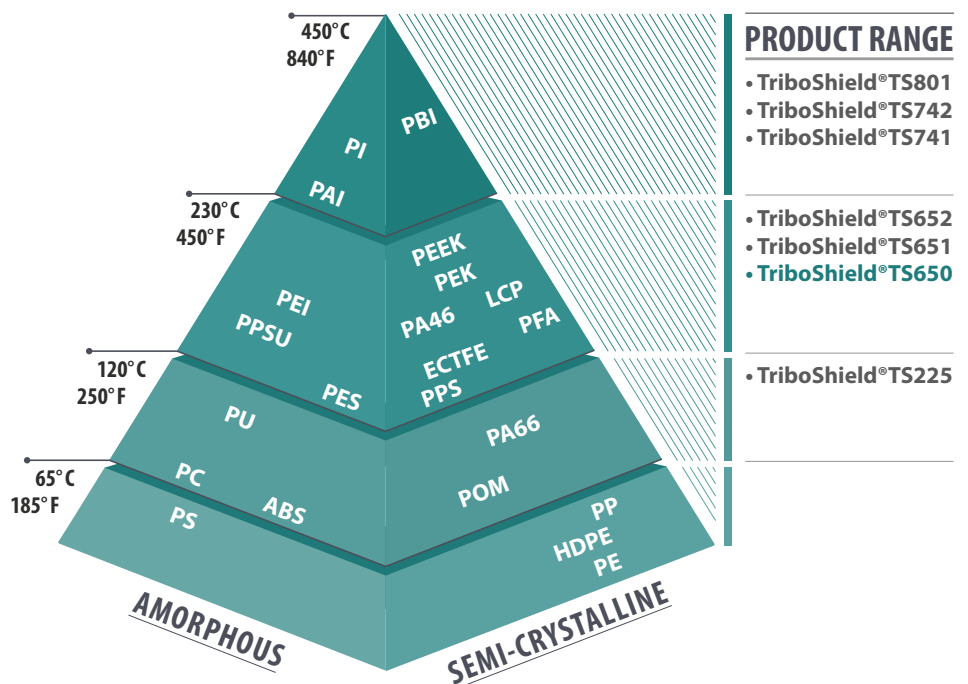 450°C
840°F
PRODUCT RANGE
• TriboShield®TS801
• TriboShield®TS742
• TriboShield®TS741
PBI
PI
PAI
230°C
450°F
• TriboShield®TS652
• TriboShield®TS651
• TriboShield®TS650
PEEK
PEK
LCP
PEI
PA46
PFA
PPSU
ECTFE
PPS
PES
120°C
250°F
• TriboShield®TS225
PU
PA66
65°C
185°F
PC
POM
ABS
PS
PP
HDPE
PE
AMORPHOUS
SEMI-CRYSTALLINE